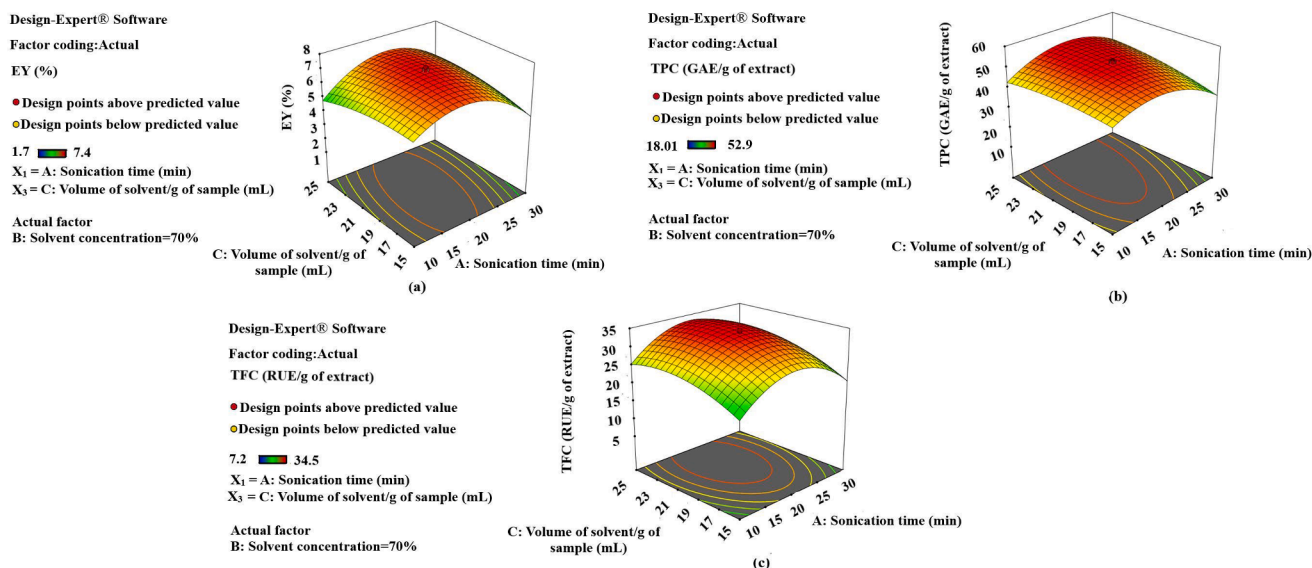 Design-Expert® Software
Factor coding:Actual
EY (%)
Design points above predicted value
Design points below predicted value
1.7 7.4
X₁ = A: Sonication time (min)
X₃ = C: Volume of solvent/g of sample (mL)
Actual factor
B: Solvent concentration=70%
EY (%)
8
7
6
5
4
3
2
1
25
23
21
19
17
15
10
15
20
25
30
C: Volume of solvent/g of
sample (mL)
A: Sonication time (min)
(a)
Design-Expert® Software
Factor coding:Actual
TPC (GAE/g of extract)
Design points above predicted value
Design points below predicted value
18.01 52.9
X₁ = A: Sonication time (min)
X₃ = C: Volume of solvent/g of sample (mL)
Actual factor
B: Solvent concentration=70%
TPC (GAE/g of extract)
60
50
40
30
20
10
25
23
21
19
17
15
10
15
20
25
30
C: Volume of solvent/g of
sample (mL)
A: Sonication time (min)
(b)
Design-Expert® Software
Factor coding:Actual
TFC (RUE/g of extract)
Design points above predicted value
Design points below predicted value
7.2 34.5
X₁ = A: Sonication time (min)
X₃ = C: Volume of solvent/g of sample (mL)
Actual factor
B: Solvent concentration=70%
TFC (RUE/g of extract)
35
30
25
20
15
10
5
25
23
21
19
17
15
10
15
20
25
30
C: Volume of solvent/g of
sample (mL)
A: Sonication time (min)
(c)